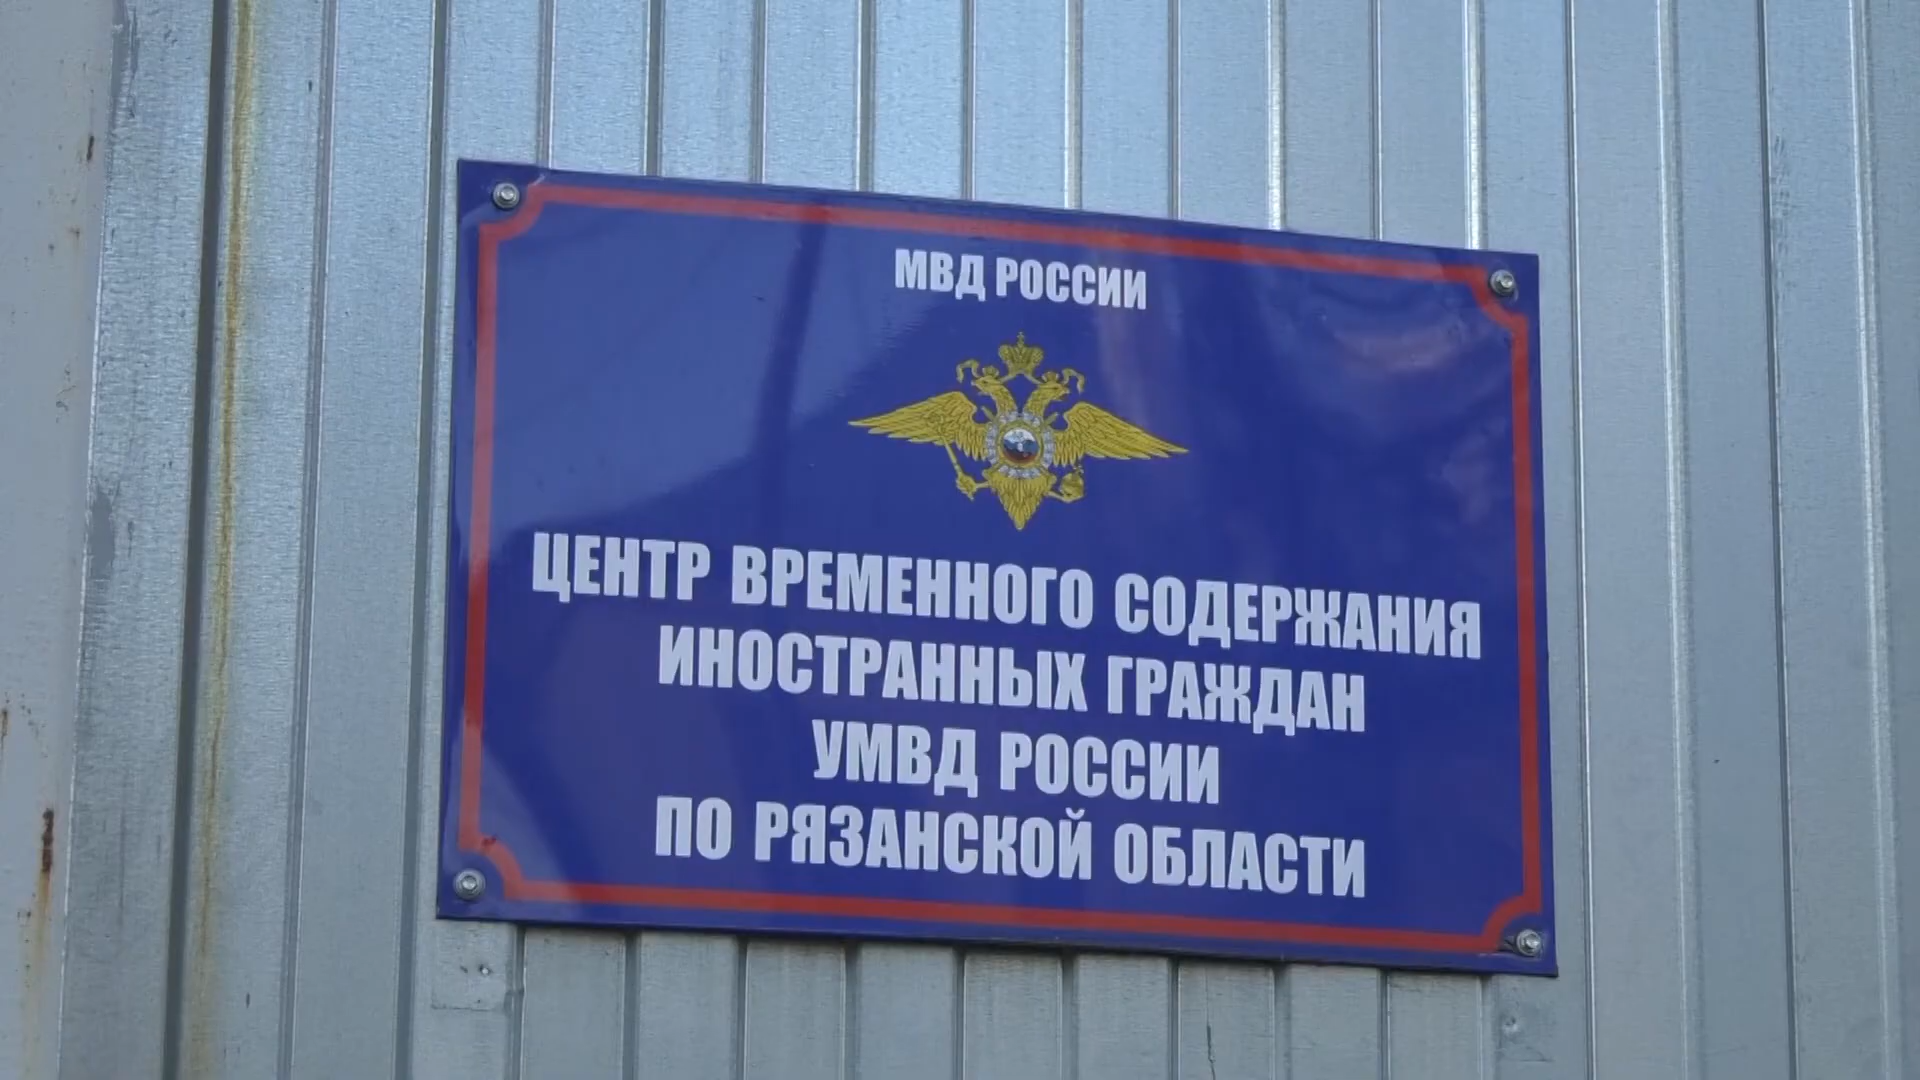 МВД РОССИИ
ЦЕНТР ВРЕМЕННОГО СОДЕРЖАНИЯ
ИНОСТРАННЫХ ГРАЖДАН
УМВД РОССИИ
ПО РЯЗАНСКОЙ ОБЛАСТИ